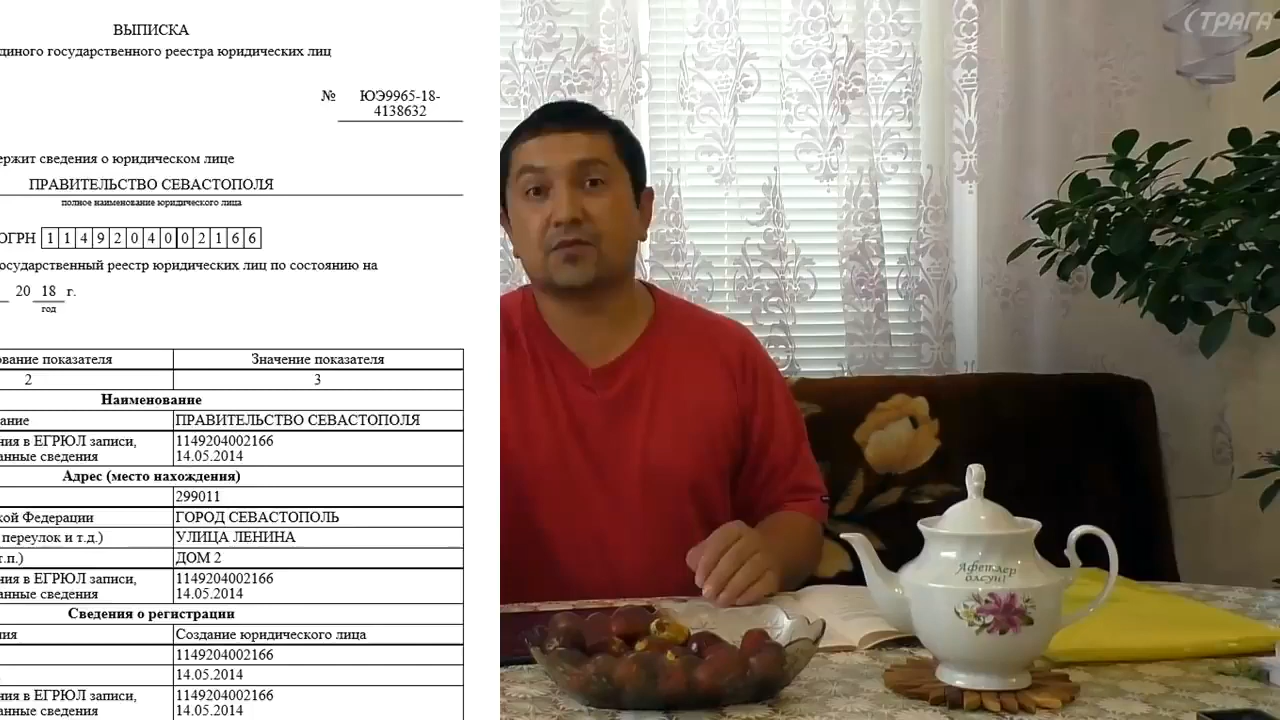 ВЫПИСКА
диного государственного реестра юридических лиц
№ ЮЭ9965-18-
4138632
ержит сведения о юридическом лице
ПРАВИТЕЛЬСТВО СЕВАСТОПОЛЯ
полное наименование юридического лица
ОГРН 1 1 4 9 2 0 4 0 0 2 1 6 6
осударственный реестр юридических лиц по состоянию на
20 18 г.
год
ование показателя Значение показателя
2 3
Наименование
ание ПРАВИТЕЛЬСТВО СЕВАСТОПОЛЯ
ния в ЕГРЮЛ записи, 1149204002166
анные сведения 14.05.2014
Адрес (место нахождения)
299011
кой Федерации ГОРОД СЕВАСТОПОЛЬ
переулок и т.д.) УЛИЦА ЛЕНИНА
т.п.) ДОМ 2
ния в ЕГРЮЛ записи, 1149204002166
анные сведения 14.05.2014
Сведения о регистрации
ния Создание юридического лица
1149204002166
14.05.2014
ния в ЕГРЮЛ записи, 1149204002166
анные сведения 14.05.2014
СТРАГА
Афетлер
олсун!